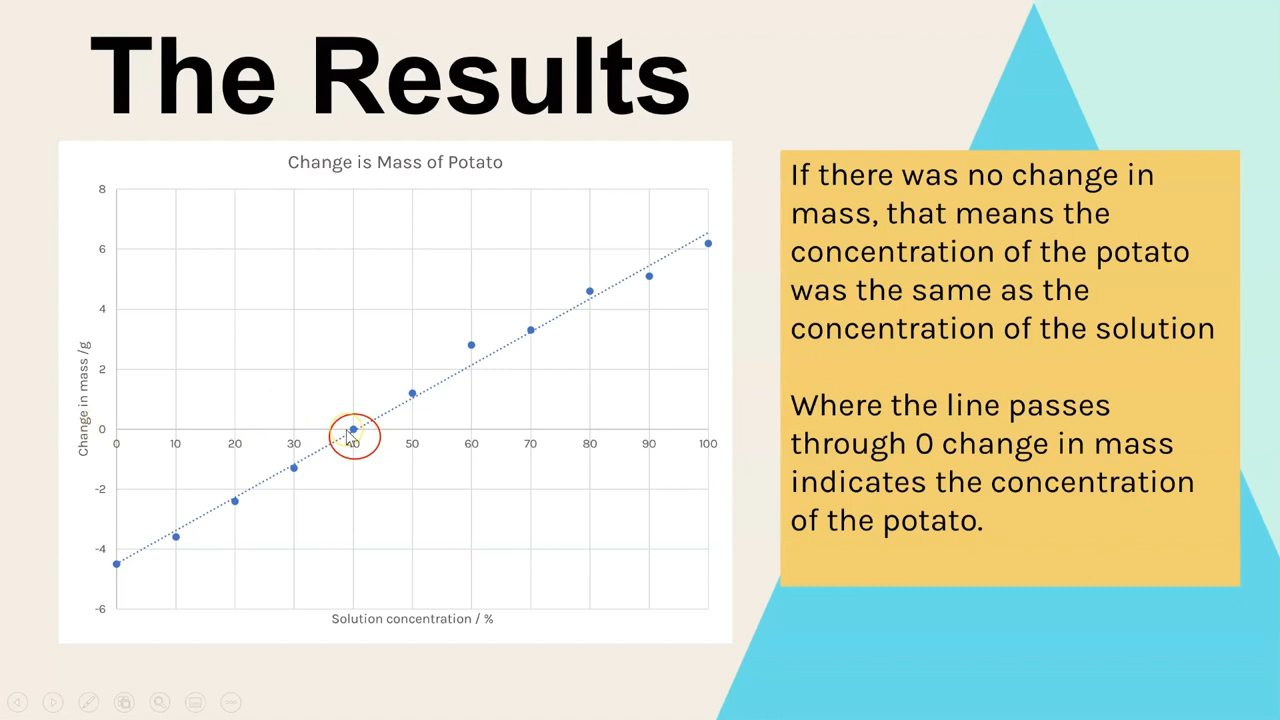 The Results
Change is Mass of Potato
8
6
4
2
0
-2
-4
-6
Change in mass /g
0 10 20 30 40 50 60 70 80 90 100
Solution concentration / %
If there was no change in
mass, that means the
concentration of the potato
was the same as the
concentration of the solution
Where the line passes
through 0 change in mass
indicates the concentration
of the potato.